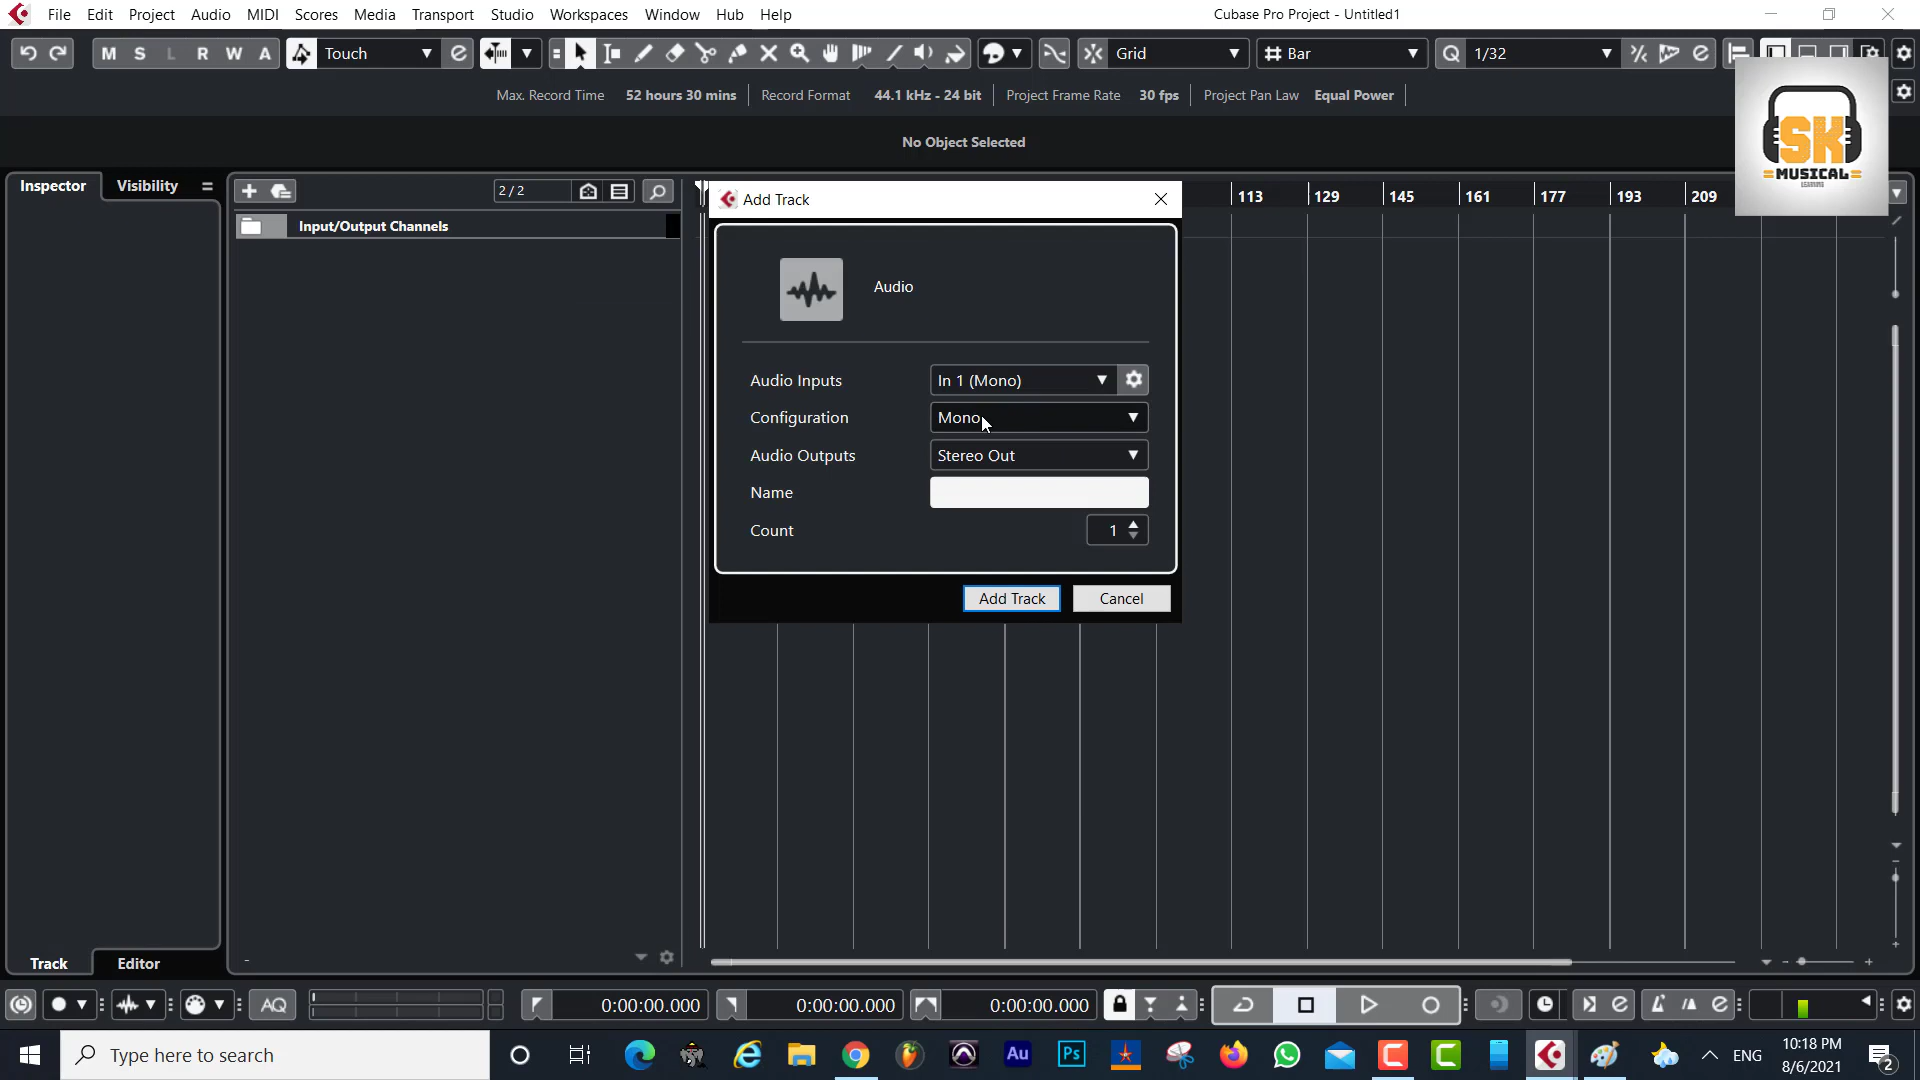 File Edit Project Audio MIDI Scores Media Transport Studio Workspaces Window Hub Help
Cubase Pro Project - Untitled1
M S L R W A Touch Grid Bar Q 1/32
Max. Record Time 52 hours 30 mins Record Format 44.1 kHz - 24 bit Project Frame Rate 30 fps Project Pan Law Equal Power
No Object Selected
SK
MUSICAL
LEARNING
Inspector Visibility
2 / 2
113 129 145 161 177 193 209
Input/Output Channels
Add Track
Audio
Audio Inputs In 1 (Mono)
Configuration Mono
Audio Outputs Stereo Out
Name
Count 1
Add Track Cancel
Track Editor
AQ 0:00:00.000 0:00:00.000 0:00:00.000
Type here to search
Au Ps
ENG
10:18 PM
8/6/2021
2